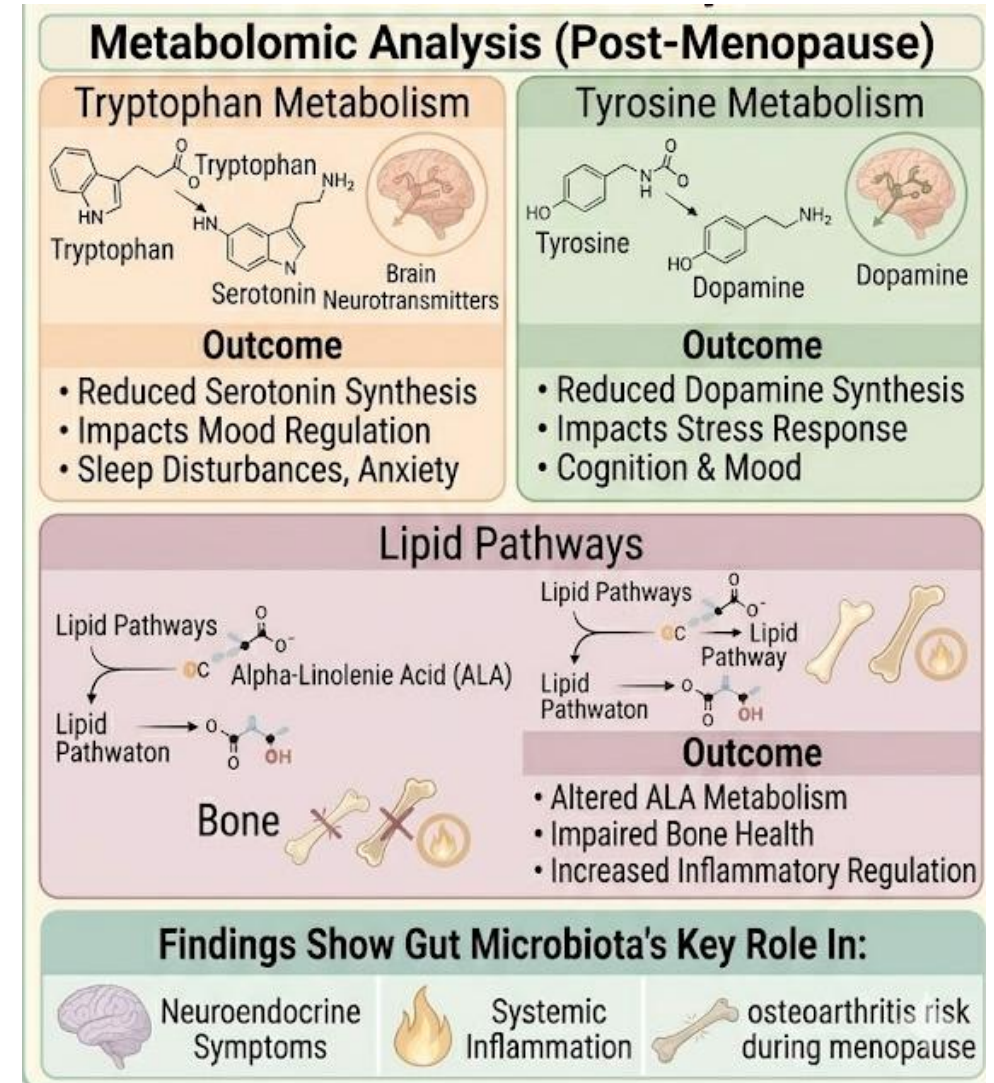 Metabolomic Analysis (Post-Menopause)
Tryptophan Metabolism
O
Tryptophan
O
NH₂
HN
Tryptophan
HN
N
Serotonin
Brain
Neurotransmitters
Outcome
• Reduced Serotonin Synthesis
• Impacts Mood Regulation
• Sleep Disturbances, Anxiety
Tyrosine Metabolism
O
N
H
O
HO
Tyrosine
NH₂
HO
Dopamine
Dopamine
Outcome
• Reduced Dopamine Synthesis
• Impacts Stress Response
• Cognition & Mood
Lipid Pathways
Lipid Pathways
O
O⁻
OC
Alpha-Linolenie Acid (ALA)
Lipid
Pathwaton
O
O
OH
Bone
Lipid Pathways
O
O⁻
OC
Lipid
Pathway
Lipid
Pathwaton
O
O
OH
Outcome
• Altered ALA Metabolism
• Impaired Bone Health
• Increased Inflammatory Regulation
Findings Show Gut Microbiota's Key Role In:
Neuroendocrine
Symptoms
Systemic
Inflammation
osteoarthritis risk
during menopause